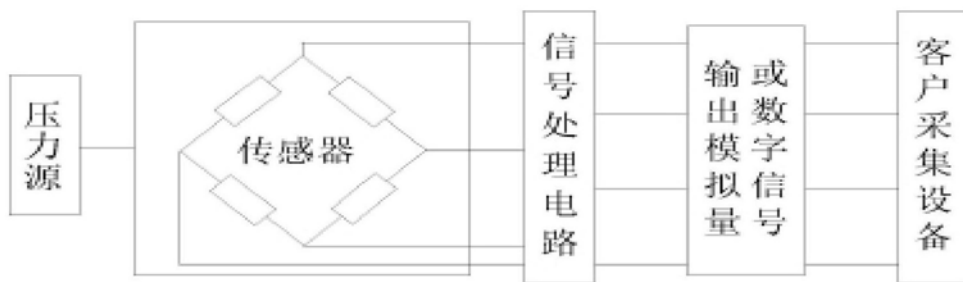 压力源
传感器
信号处理电路
输出模拟量
或数字信号
客户采集设备